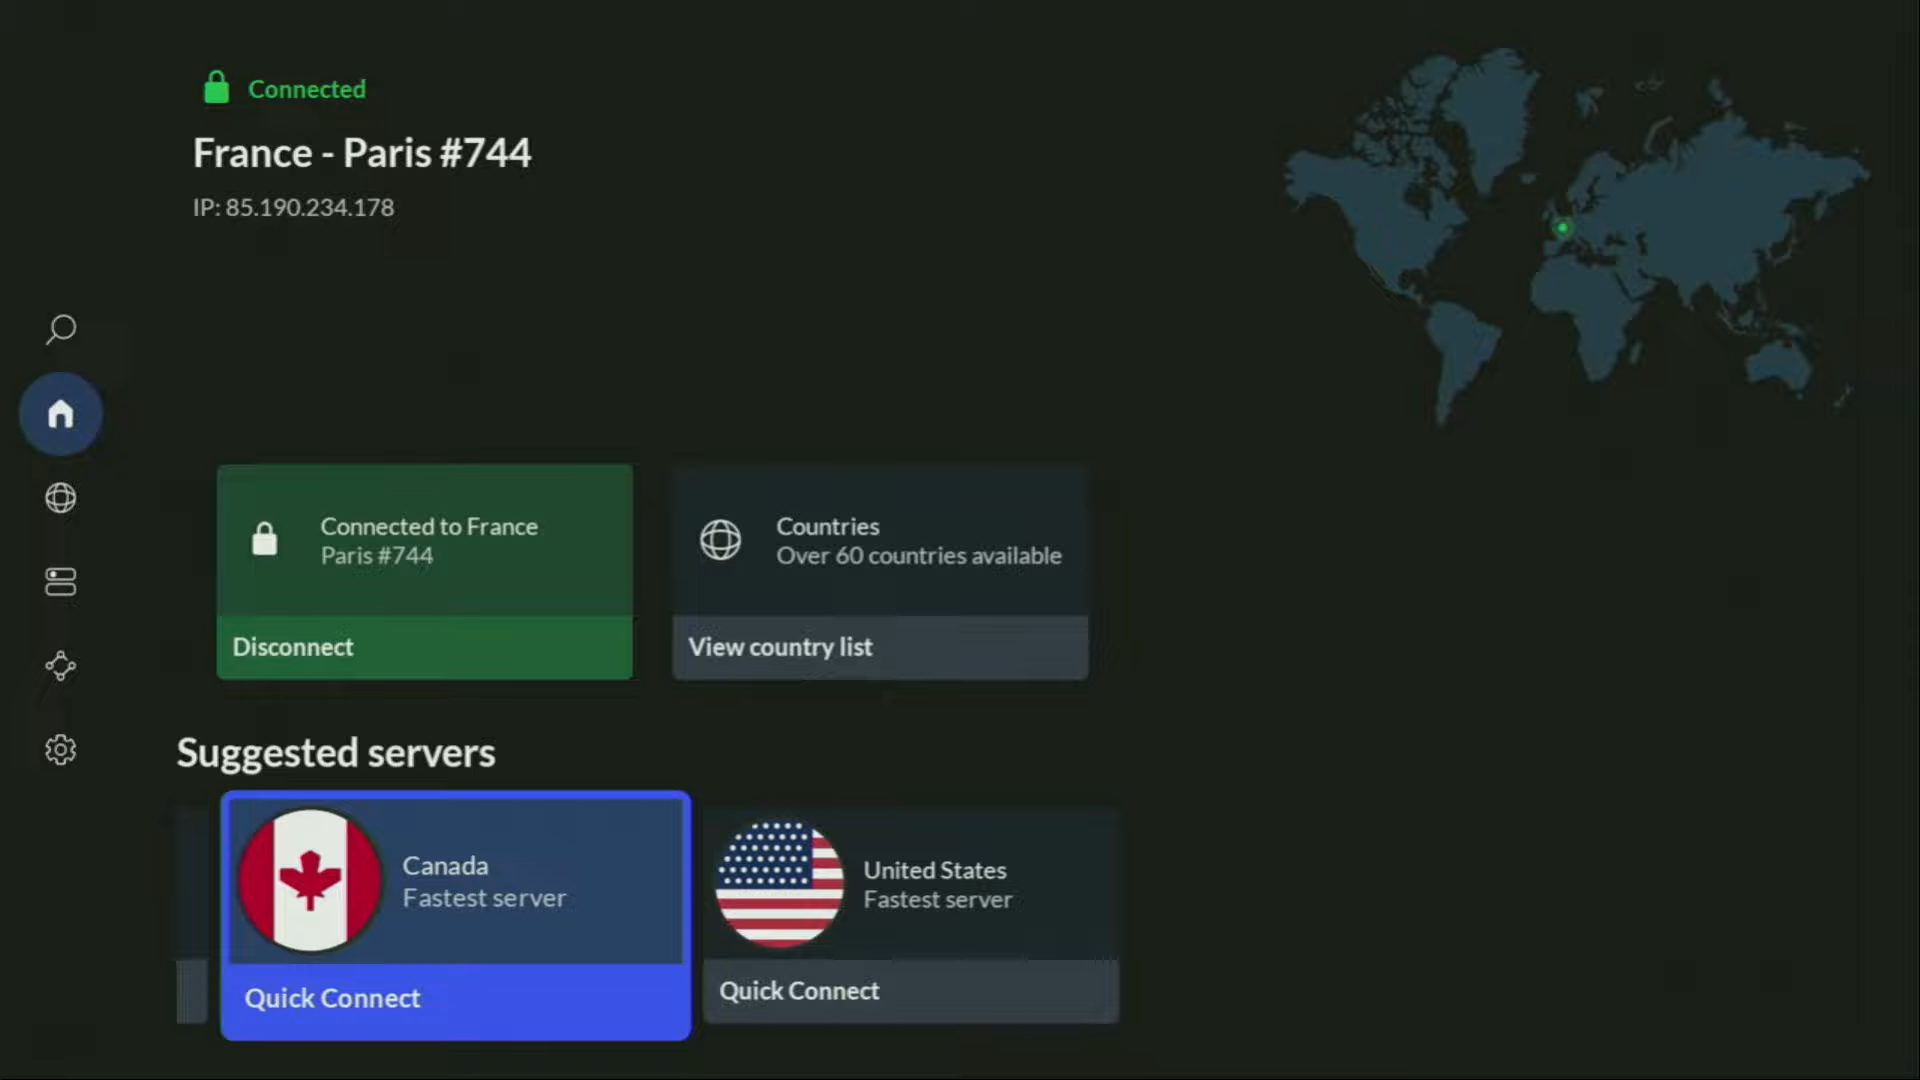 Connected
France - Paris #744
IP: 85.190.234.178
Connected to France
Paris #744
Disconnect
Countries
Over 60 countries available
View country list
Suggested servers
Canada
Fastest server
Quick Connect
United States
Fastest server
Quick Connect